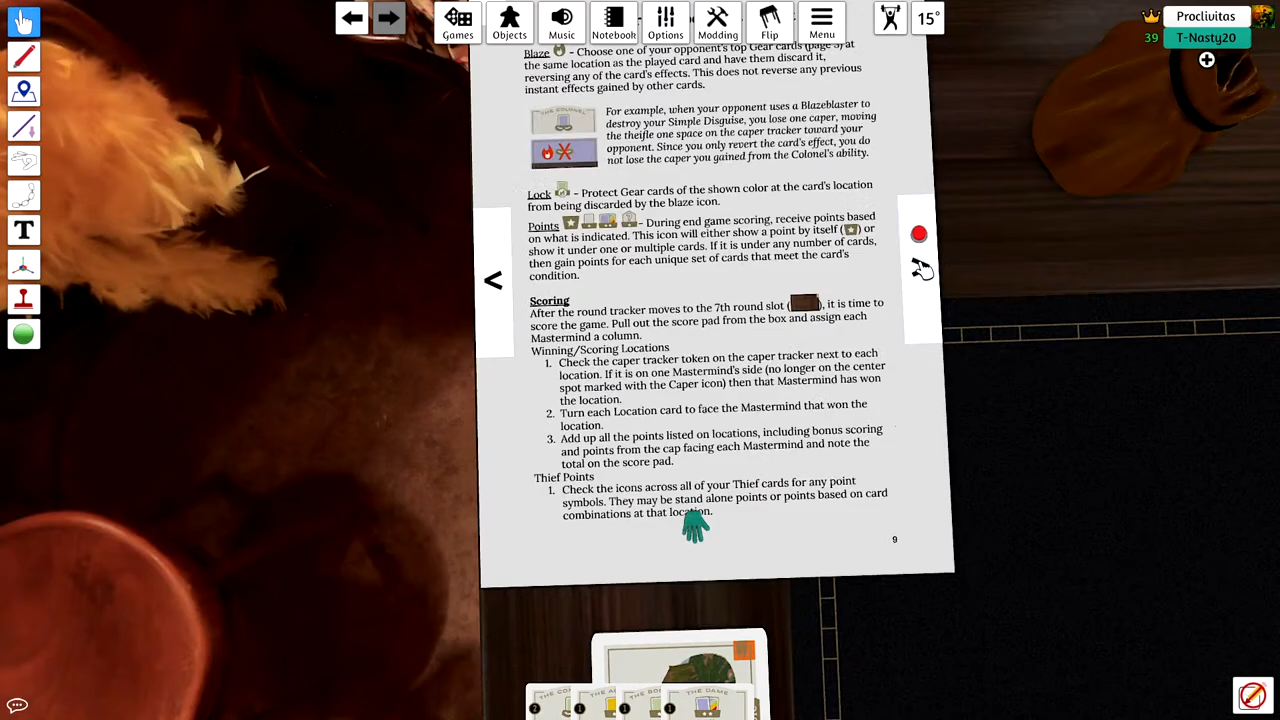 Games
Objects
Music
Notebook
Options
Modding
Flip
Menu
15°
Proclivitas
39 T-Nasty20
Blaze - Choose one of your opponent's top Gear cards (page 5) at
the same location as the played card and have them discard it,
reversing any of the card's effects. This does not reverse any previous
instant effects gained by other cards.
THE COLONEL
For example, when your opponent uses a Blazeblaster to
destroy your Simple Disguise, you lose one caper, moving
the theifle one space on the caper tracker toward your
opponent. Since you only revert the card's effect, you do
not lose the caper you gained from the Colonel's ability.
Lock - Protect Gear cards of the shown color at the card's location
from being discarded by the blaze icon.
Points - During end game scoring, receive points based
on what is indicated. This icon will either show a point by itself ( ) or
show it under one or multiple cards. If it is under any number of cards,
then gain points for each unique set of cards that meet the card's
condition.
Scoring
After the round tracker moves to the 7th round slot ( ), it is time to
score the game. Pull out the score pad from the box and assign each
Mastermind a column.
Winning/Scoring Locations
1. Check the caper tracker token on the caper tracker next to each
location. If it is on one Mastermind's side (no longer on the center
spot marked with the Caper icon) then that Mastermind has won
the location.
2. Turn each Location card to face the Mastermind that won the
location.
3. Add up all the points listed on locations, including bonus scoring
and points from the cap facing each Mastermind and note the
total on the score pad.
Thief Points
1. Check the icons across all of your Thief cards for any point
symbols. They may be stand alone points or points based on card
combinations at that location.
9
THE CO
2
THE A
1
THE BO
1
THE DAME
1